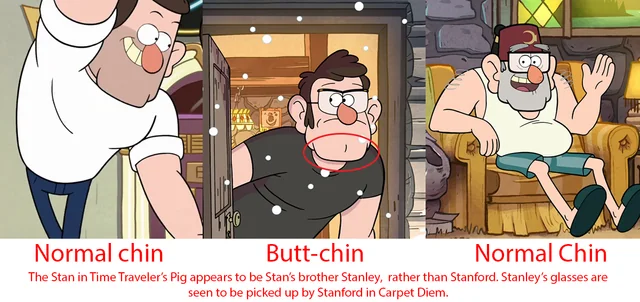 Normal chin
Butt-chin
Normal Chin
The Stan in Time Traveler's Pig appears to be Stan's brother Stanley, rather than Stanford. Stanley's glasses are
seen to be picked up by Stanford in Carpet Diem.